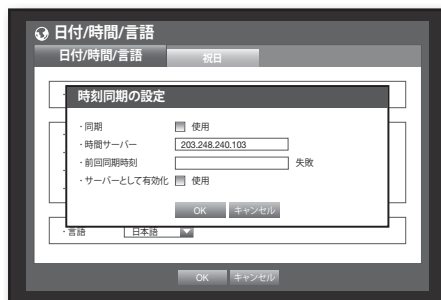 日付/時間/言語
日付/時間/言語 祝日
時刻同期の設定
・同期 使用
・時間サーバー 203.248.240.103
・前回同期時刻 失敗
・サーバーとして有効化 使用
OK キャンセル
・言語 日本語
OK キャンセル